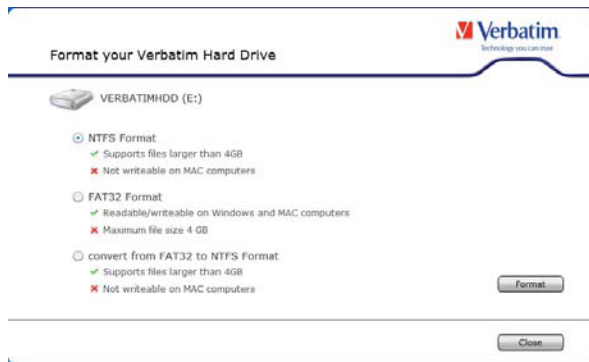 Verbatim
Technology you can trust
Format your Verbatim Hard Drive
VERBATIMHDD (E:)
NTFS Format
Supports files larger than 4GB
Not writeable on MAC computers
FAT32 Format
Readable/writeable on Windows and MAC computers
Maximum file size 4 GB
convert from FAT32 to NTFS Format
Supports files larger than 4GB
Not writeable on MAC computers
Format
Close